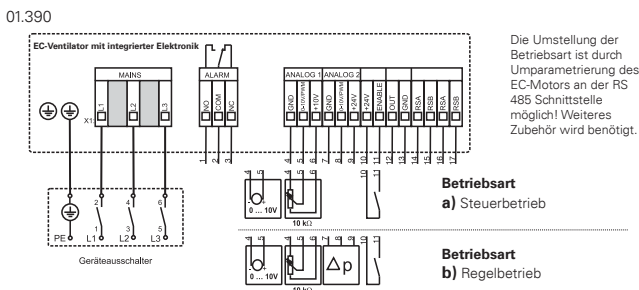 01.390
EC-Ventilator mit integrierter Elektronik
MAINS
ALARM
ANALOG 1 ANALOG 2
X1:
L1
L2
L3
NO
COM
NC
GND
0-10V/PWM
+10V
GND
0-10V/PWM
+24V
+24V
ENABLE
OUT
GND
RSA
RSB
RSA
RSB
1 2 3
4 5 6 7 8 9 10 11 12 13 14 15 16 17
2 4 6
1 3 5
PE L1 L2 L3
Geräteausschalter
4 5 4 5 6 10 11
- +
0 ... 10V
10 kΩ
Betriebsart
a) Steuerbetrieb
4 5 4 5 6 7 8 9 10 11
- +
0 ... 10V
10 kΩ
Δp
Betriebsart
b) Regelbetrieb
Die Umstellung der
Betriebsart ist durch
Umparametrierung des
EC-Motors an der RS
485 Schnittstelle
möglich! Weiteres
Zubehör wird benötigt.